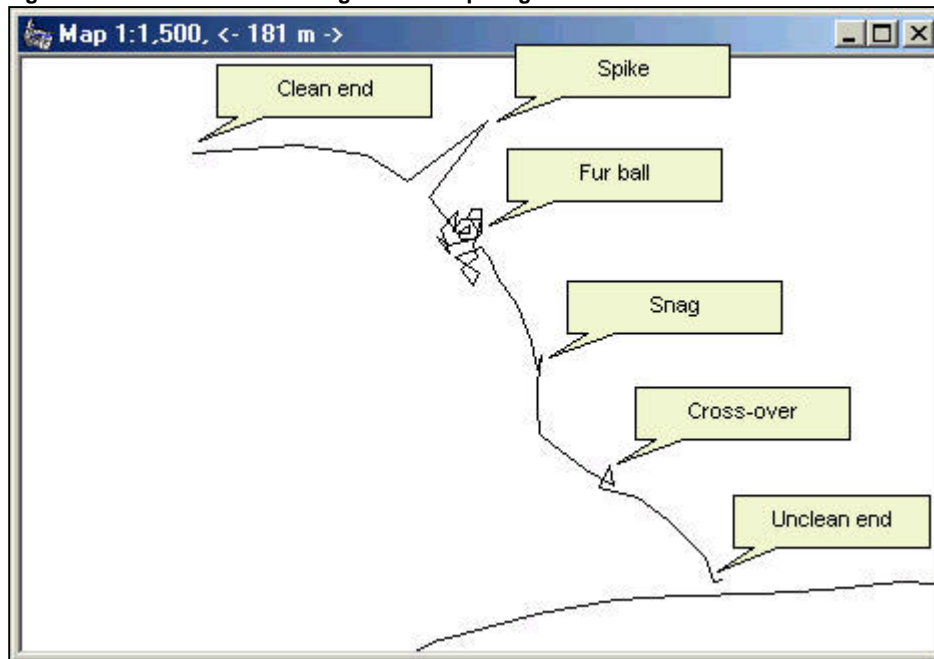 Map 1:1,500, <- 181 m ->
Spike
Clean end
Fur ball
Snag
Cross-over
Unclean end